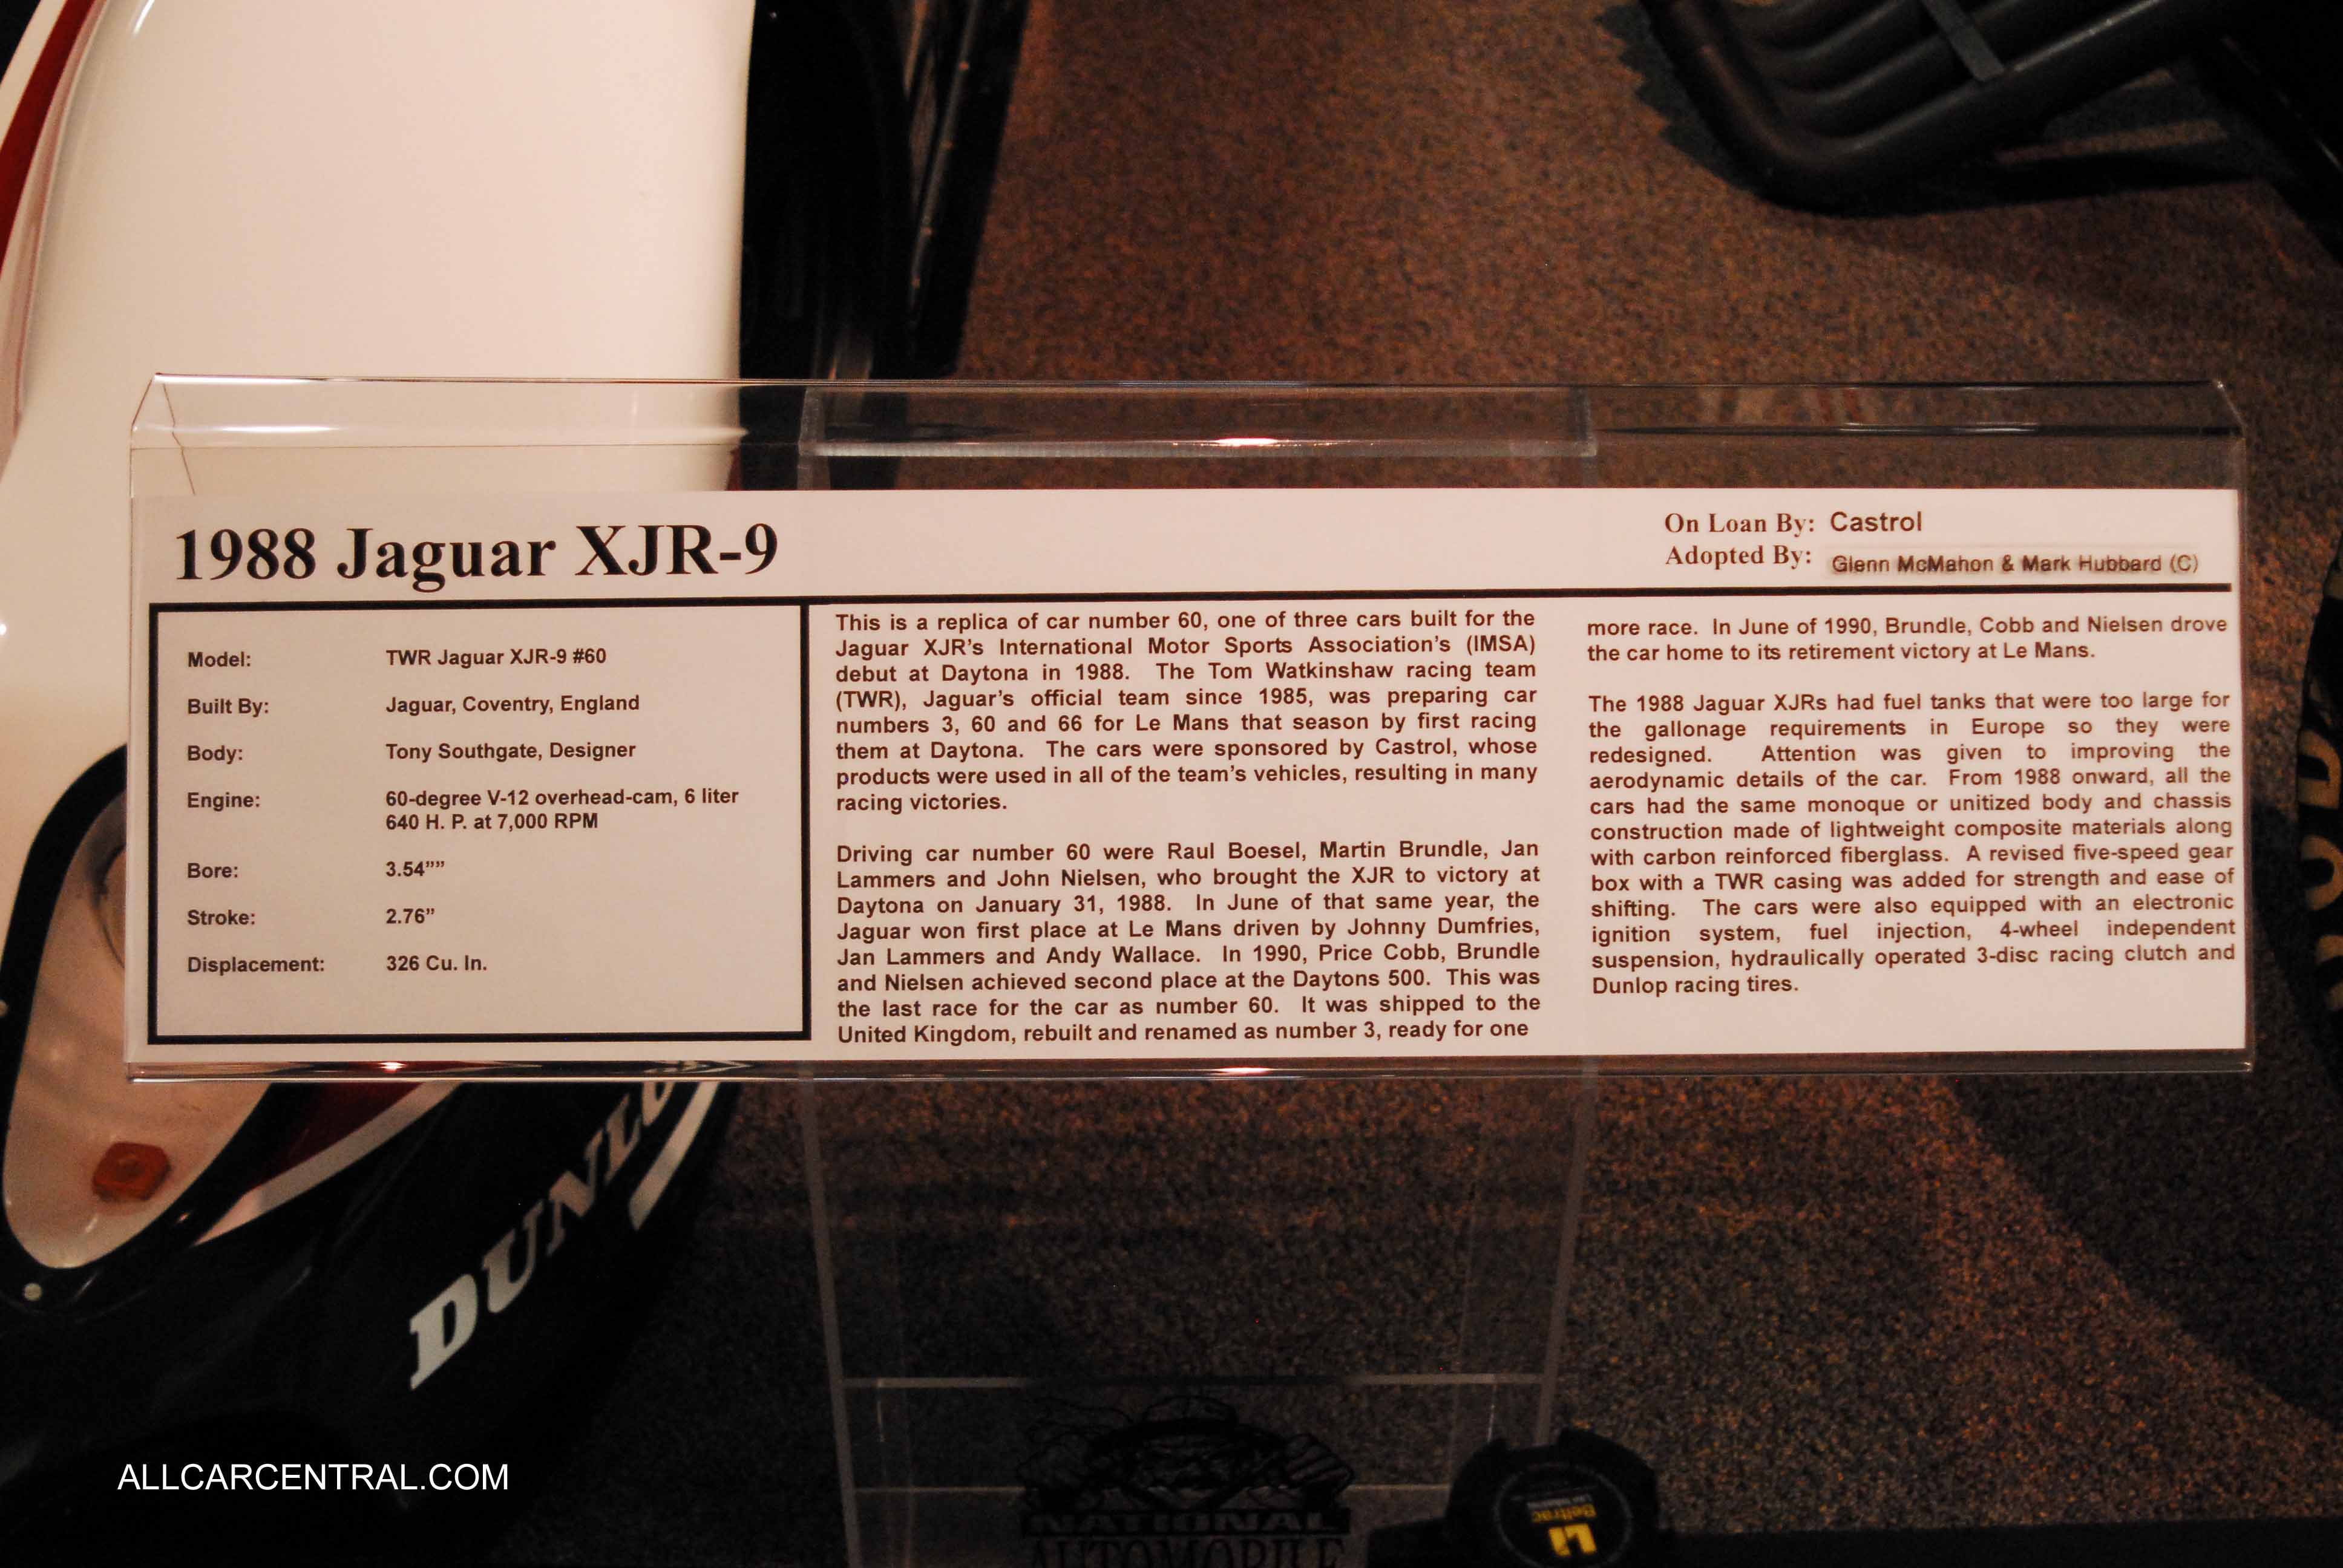 1988 Jaguar XJR-9
On Loan By: Castrol
Adopted By: Glenn McMahon & Mark Hubbard (C)
Model: TWR Jaguar XJR-9 #60
Built By: Jaguar, Coventry, England
Body: Tony Southgate, Designer
Engine: 60-degree V-12 overhead-cam, 6 liter
640 H. P. at 7,000 RPM
Bore: 3.54””
Stroke: 2.76”
Displacement: 326 Cu. In.
This is a replica of car number 60, one of three cars built for the
Jaguar XJR’s International Motor Sports Association’s (IMSA)
debut at Daytona in 1988. The Tom Watkinshaw racing team
(TWR), Jaguar’s official team since 1985, was preparing car
numbers 3, 60 and 66 for Le Mans that season by first racing
them at Daytona. The cars were sponsored by Castrol, whose
products were used in all of the team’s vehicles, resulting in many
racing victories.
Driving car number 60 were Raul Boesel, Martin Brundle, Jan
Lammers and John Nielsen, who brought the XJR to victory at
Daytona on January 31, 1988. In June of that same year, the
Jaguar won first place at Le Mans driven by Johnny Dumfries,
Jan Lammers and Andy Wallace. In 1990, Price Cobb, Brundle
and Nielsen achieved second place at the Daytons 500. This was
the last race for the car as number 60. It was shipped to the
United Kingdom, rebuilt and renamed as number 3, ready for one
more race. In June of 1990, Brundle, Cobb and Nielsen drove
the car home to its retirement victory at Le Mans.
The 1988 Jaguar XJRs had fuel tanks that were too large for
the gallonage requirements in Europe so they were
redesigned. Attention was given to improving the
aerodynamic details of the car. From 1988 onward, all the
cars had the same monoque or unitized body and chassis
construction made of lightweight composite materials along
with carbon reinforced fiberglass. A revised five-speed gear
box with a TWR casing was added for strength and ease of
shifting. The cars were also equipped with an electronic
ignition system, fuel injection, 4-wheel independent
suspension, hydraulically operated 3-disc racing clutch and
Dunlop racing tires.
DUNLO
NATIONAL
AUTOMOBILE
Beltrac
ALLCARCENTRAL.COM